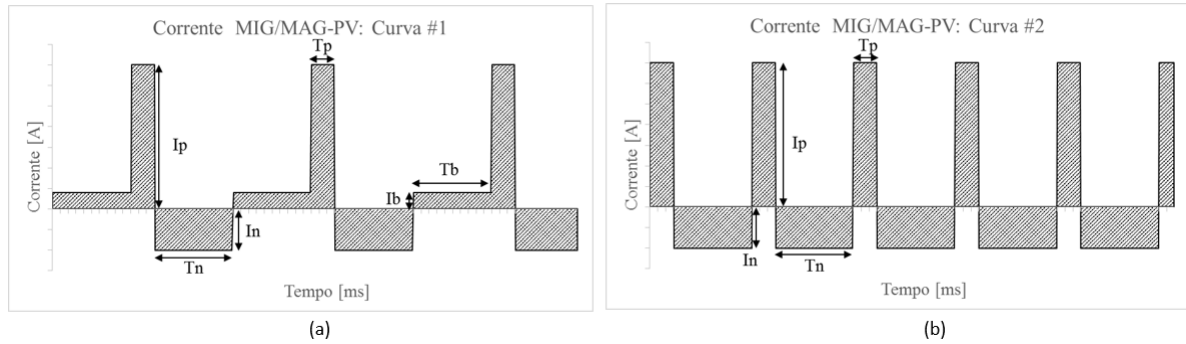 Corrente MIG/MAG-PV: Curva #1
Tp
Corrente [A]
Ip
Tb
Ib
In
Tn
Tempo [ms]
(a)
Corrente MIG/MAG-PV: Curva #2
Tp
Corrente [A]
Ip
In
Tn
Tempo [ms]
(b)